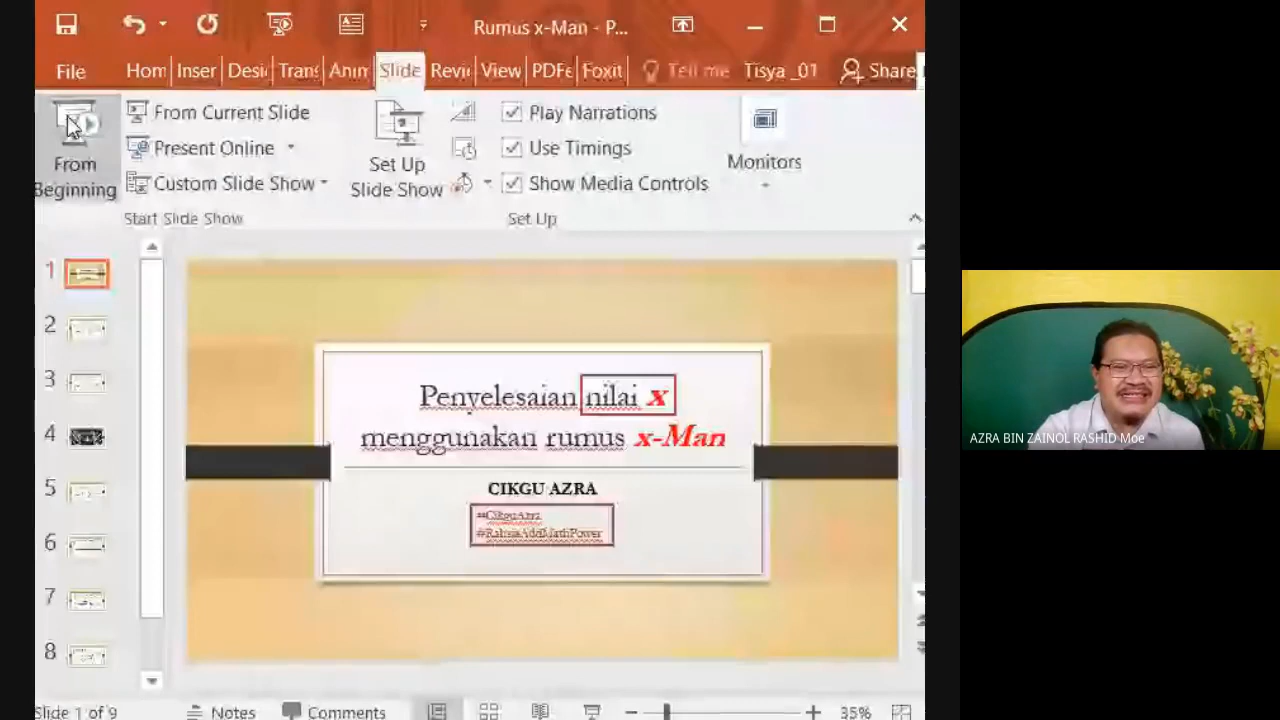 Rumus x-Man - P...
File Hom Inser Desi Trans Anim Slide Revi View PDFe Foxit Tell me Tisya _01 Share
From Beginning
From Current Slide
Present Online
Custom Slide Show
Start Slide Show
Set Up
Slide Show
Play Narrations
Use Timings
Show Media Controls
Set Up
Monitors
1
2
3
4
5
6
7
8
Penyelesaian nilai x
menggunakan rumus x-Man
CIKGU AZRA
#CikguAzra
#RahsiaAddMathPower
AZRA BIN ZAINOL RASHID Moe
Slide 1 of 9 Notes Comments 35%